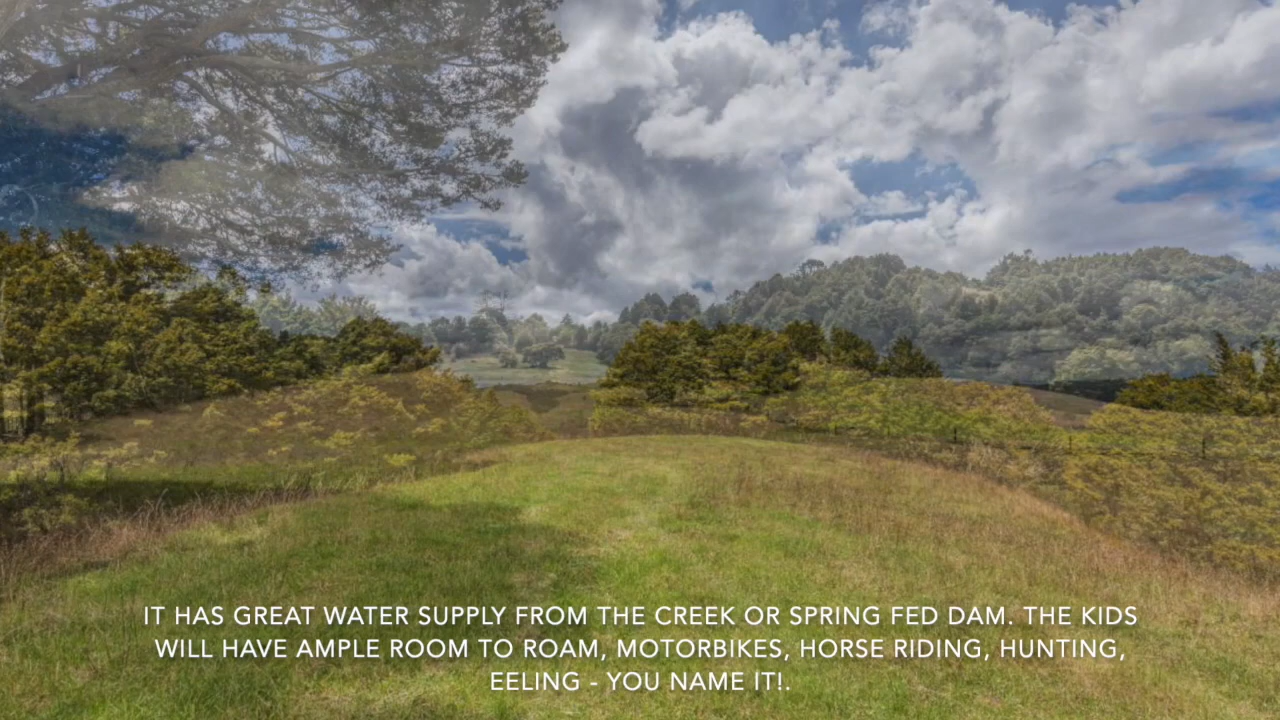 IT HAS GREAT WATER SUPPLY FROM THE CREEK OR SPRING FED DAM. THE KIDS
WILL HAVE AMPLE ROOM TO ROAM, MOTORBIKES, HORSE RIDING, HUNTING,
EELING - YOU NAME IT!.